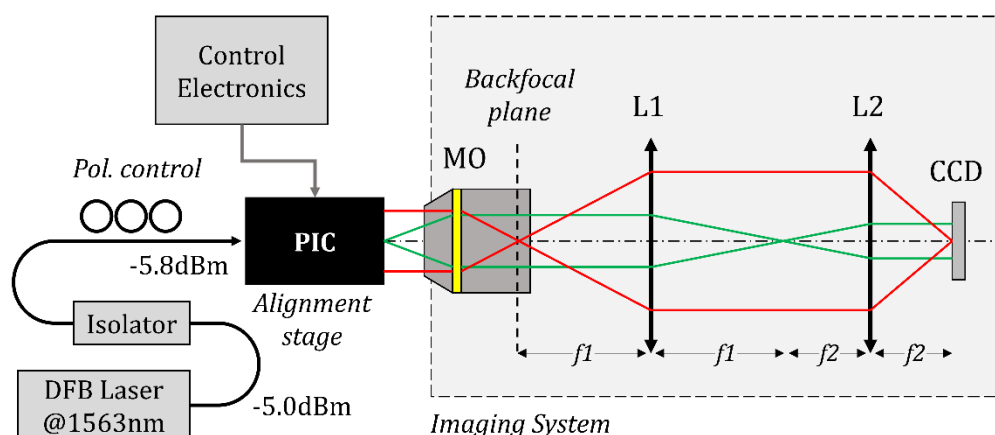 Control
Electronics
Pol. control
-5.8dBm
PIC
Alignment
stage
Isolator
DFB Laser
@1563nm
-5.0dBm
Backfocal
plane
MO
L1
L2
CCD
f1
f1
f2
f2
Imaging System